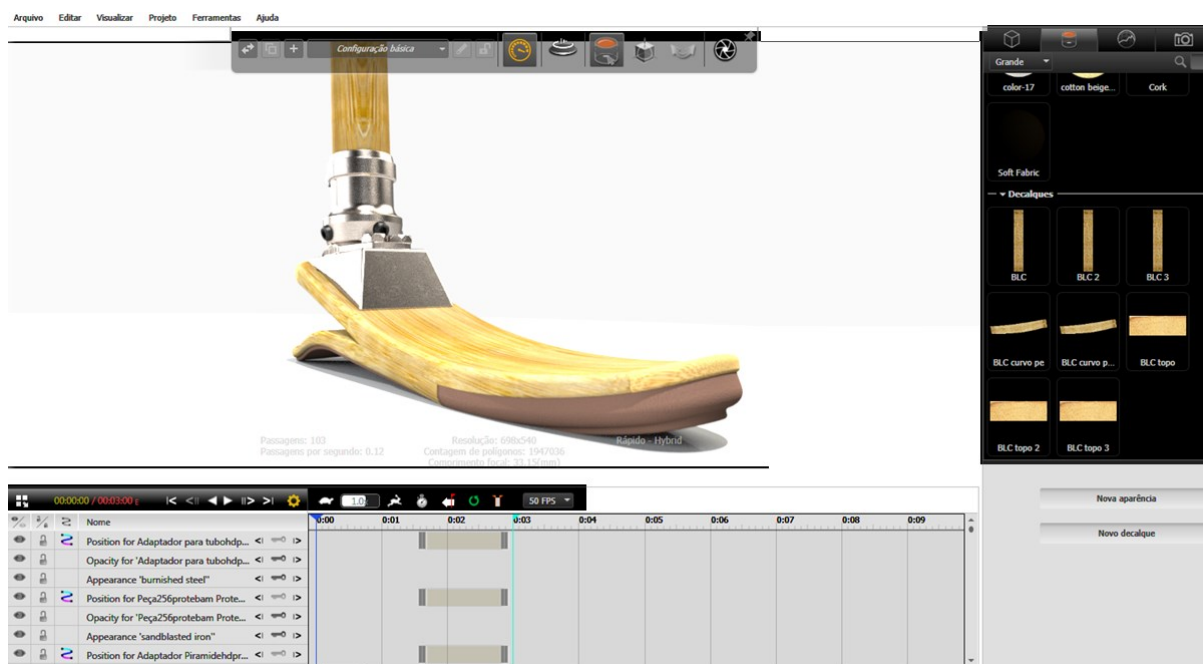 Arquivo Editar Visualizar Projeto Ferramentas Ajuda
Configuração básica
Grande
color-17 cotton beige... Cork
Soft Fabric
Decalques
BLC BLC 2 BLC 3
BLC curvo pe BLC curvo p... BLC topo
BLC topo 2 BLC topo 3
Passagens: 103 Resolução: 698x540 Rápido - Hybrid
Passagens por segundo: 0.12 Contagem de polígonos: 1947036
Comprimento focal: 33.15(mm)
Nova aparência
Novo decalque
00:00:00 / 00:03:00 1.0 50 FPS
Nome 0:00 0:01 0:02 0:03 0:04 0:05 0:06 0:07 0:08 0:09
Position for Adaptador para tubohdp...
Opacity for 'Adaptador para tubohdp...
Appearance 'burnished steel"
Position for Peça256protebam Prote...
Opacity for 'Peça256protebam Prote...
Appearance 'sandblasted iron"
Position for Adaptador Piramidehdpr...